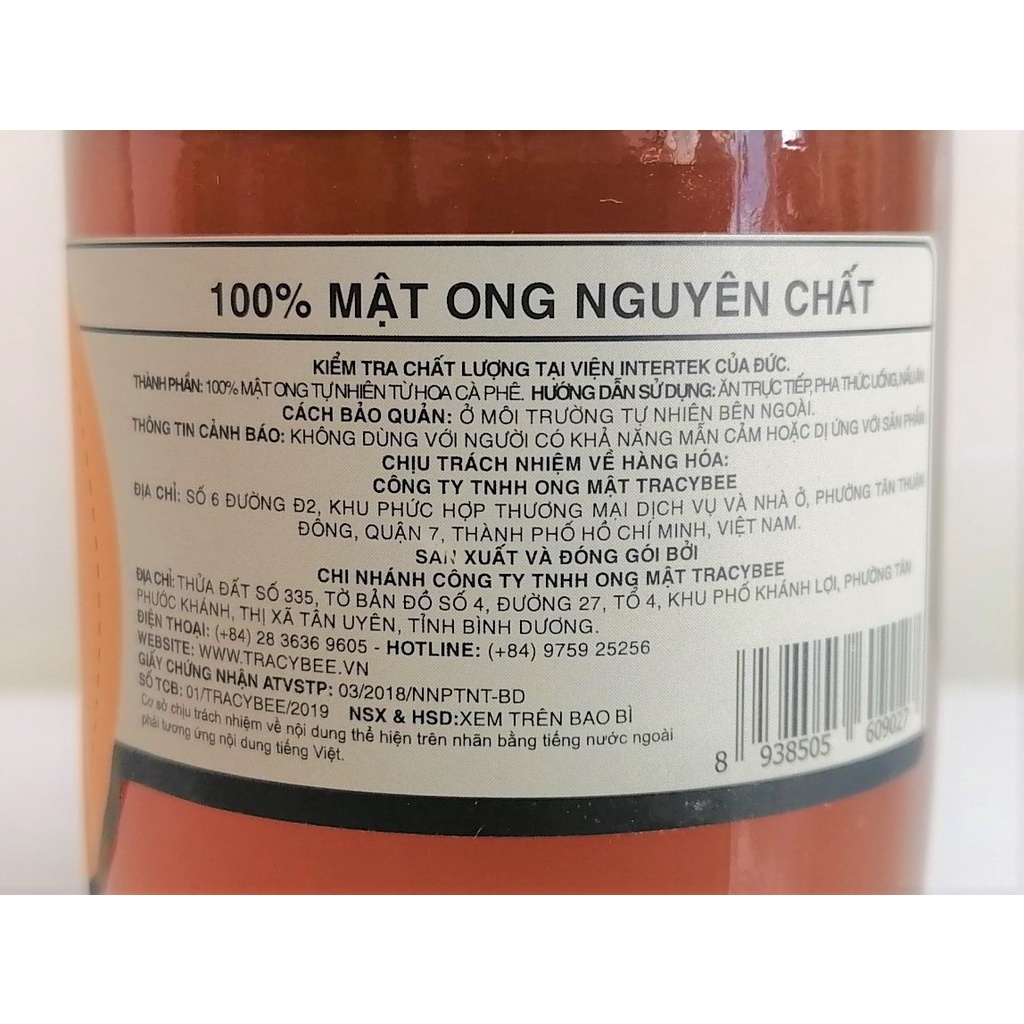 100% MẬT ONG NGUYÊN CHẤT
KIỂM TRA CHẤT LƯỢNG TẠI VIỆN INTERTEK CỦA ĐỨC.
THÀNH PHẦN: 100% MẬT ONG TỰ NHIÊN TỪ HOA CÀ PHÊ. HƯỚNG DẪN SỬ DỤNG: ĂN TRỰC TIẾP, PHA THỨC UỐNG, NẤU ĂN.
CÁCH BẢO QUẢN: Ở MÔI TRƯỜNG TỰ NHIÊN BÊN NGOÀI.
THÔNG TIN CẢNH BÁO: KHÔNG DÙNG VỚI NGƯỜI CÓ KHẢ NĂNG MẪN CẢM HOẶC DỊ ỨNG VỚI SẢN PHẨM.
CHỊU TRÁCH NHIỆM VỀ HÀNG HÓA:
CÔNG TY TNHH ONG MẬT TRACYBEE
ĐỊA CHỈ: SỐ 6 ĐƯỜNG Đ2, KHU PHỨC HỢP THƯƠNG MẠI DỊCH VỤ VÀ NHÀ Ở, PHƯỜNG TÂN THUẬN
ĐÔNG, QUẬN 7, THÀNH PHỐ HỒ CHÍ MINH, VIỆT NAM.
SẢN XUẤT VÀ ĐÓNG GÓI BỞI
CHI NHÁNH CÔNG TY TNHH ONG MẬT TRACYBEE
ĐỊA CHỈ: THỬA ĐẤT SỐ 335, TỜ BẢN ĐỒ SỐ 4, ĐƯỜNG 27, TỔ 4, KHU PHỐ KHÁNH LỢI, PHƯỜNG TÂN
PHƯỚC KHÁNH, THỊ XÃ TÂN UYÊN, TỈNH BÌNH DƯƠNG.
ĐIỆN THOẠI: (+84) 28 3636 9605 - HOTLINE: (+84) 9759 25256
WEBSITE: WWW.TRACYBEE.VN
GIẤY CHỨNG NHẬN ATVSTP: 03/2018/NNPTNT-BD
SỐ TCB: 01/TRACYBEE/2019 NSX & HSD:XEM TRÊN BAO BÌ
Cơ sở chịu trách nhiệm về nội dung thể hiện trên nhãn bằng tiếng nước ngoài
phải tương ứng nội dung tiếng Việt.
8 938505 609027